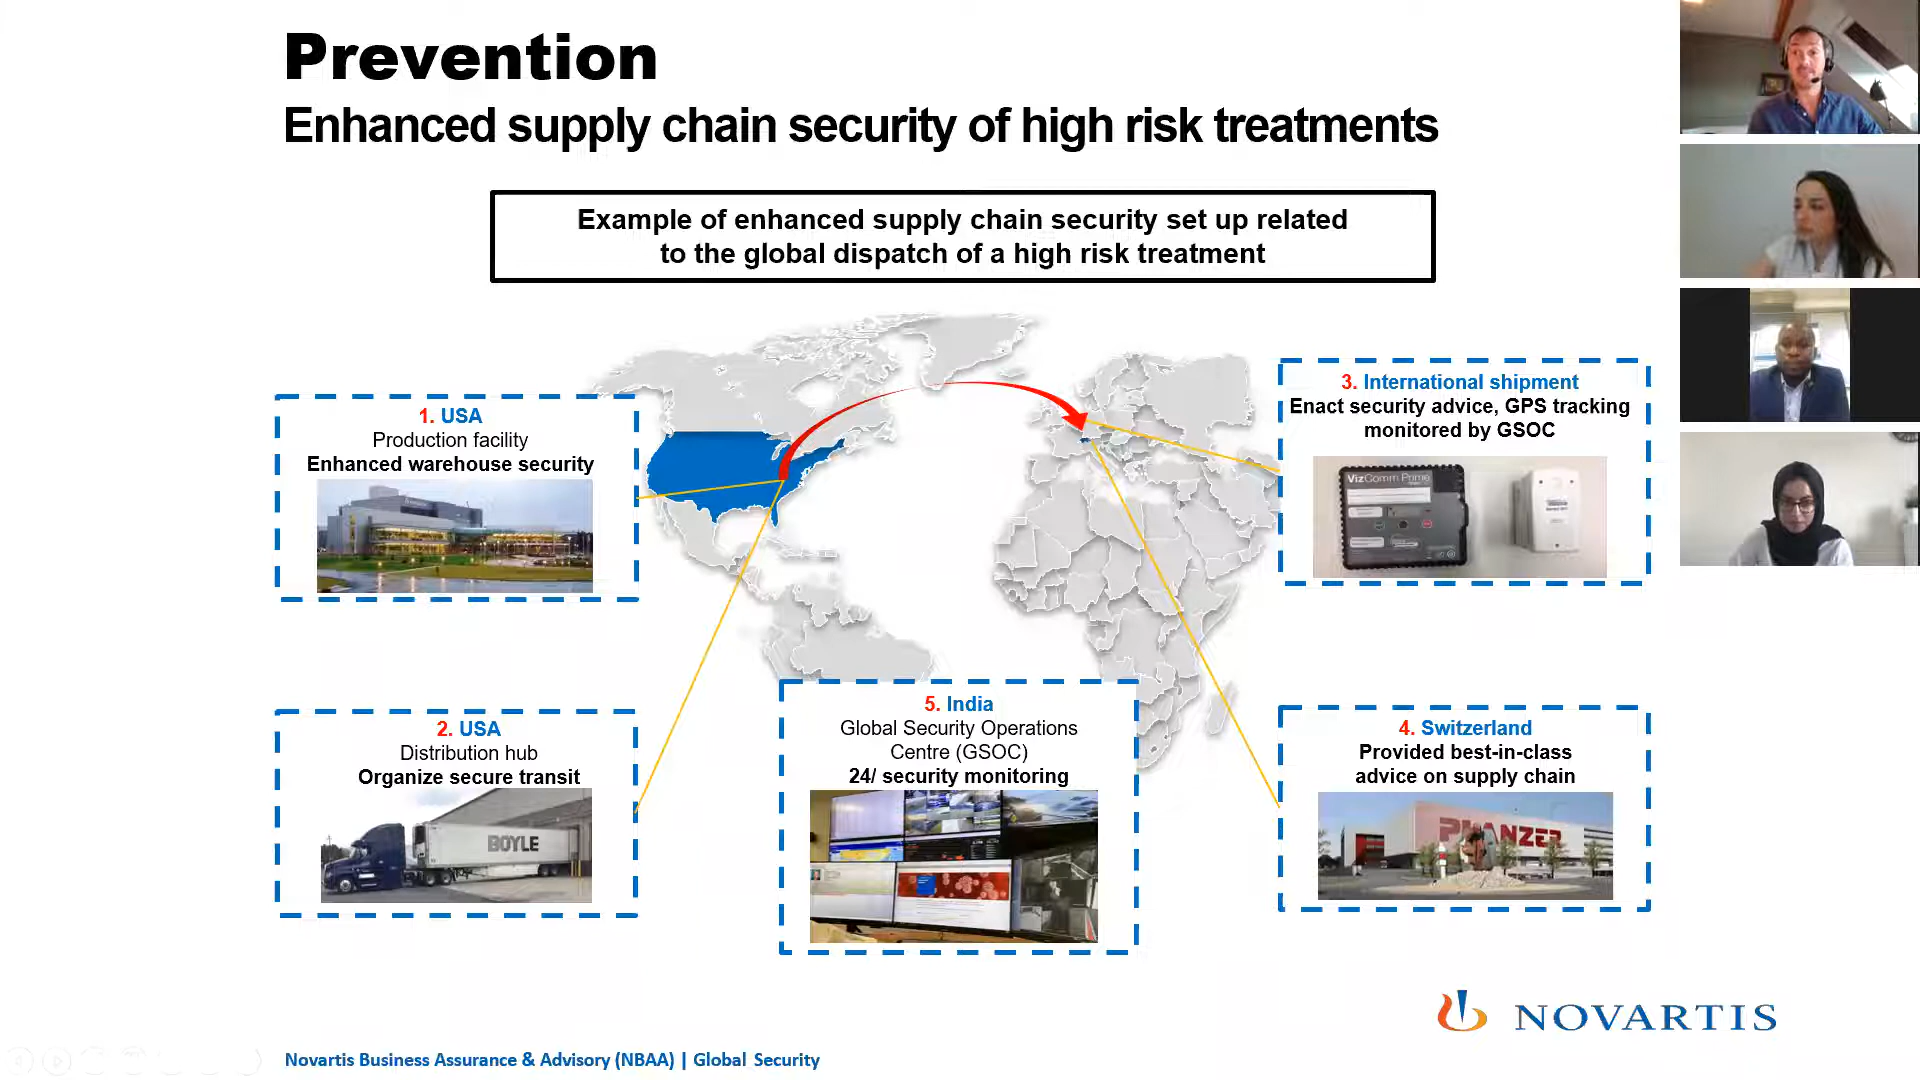 Prevention
Enhanced supply chain security of high risk treatments
Example of enhanced supply chain security set up related
to the global dispatch of a high risk treatment
1. USA
Production facility
Enhanced warehouse security
2. USA
Distribution hub
Organize secure transit
BOYLE
5. India
Global Security Operations
Centre (GSOC)
24/ security monitoring
3. International shipment
Enact security advice, GPS tracking
monitored by GSOC
VizComm Prime
4. Switzerland
Provided best-in-class
advice on supply chain
PLANZER
NOVARTIS
Novartis Business Assurance & Advisory (NBAA) | Global Security